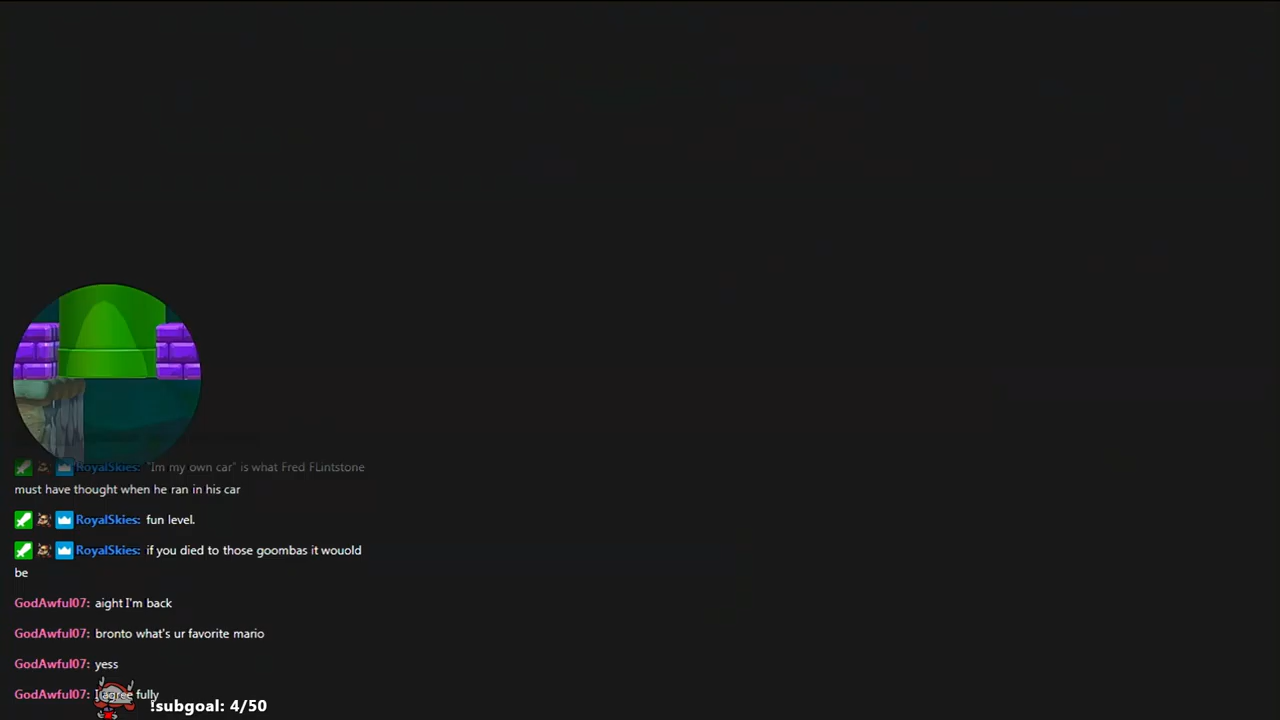 RoyalSkies: "Im my own car" is what Fred FLintstone
must have thought when he ran in his car
RoyalSkies: fun level.
RoyalSkies: if you died to those goombas it wouold
be
GodAwful07: aight I'm back
GodAwful07: bronto what's ur favorite mario
GodAwful07: yess
GodAwful07: I agree fully
!subgoal: 4/50